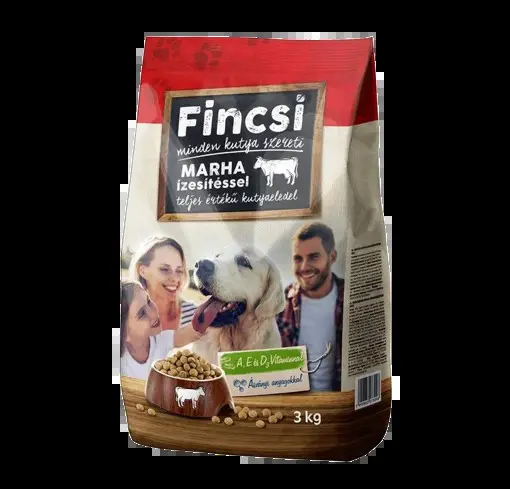 Fincsi
minden kutya szereti
MARHA
ízesítéssel
teljes értékű kutyaeledel
A, E és D3 Vitaminnal
Ásványi anyagokkal
3 kg